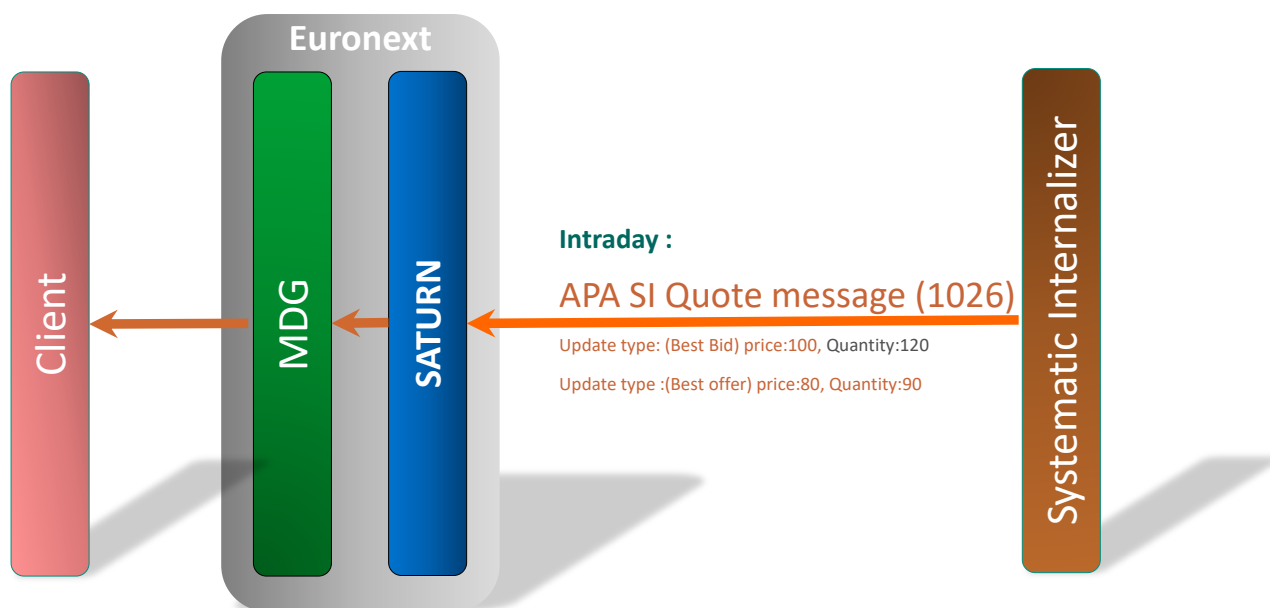 Euronext
Client
MDG
SATURN
Intraday :
APA SI Quote message (1026)
Update type: (Best Bid) price:100, Quantity:120
Update type :(Best offer) price:80, Quantity:90
Systematic Internalizer